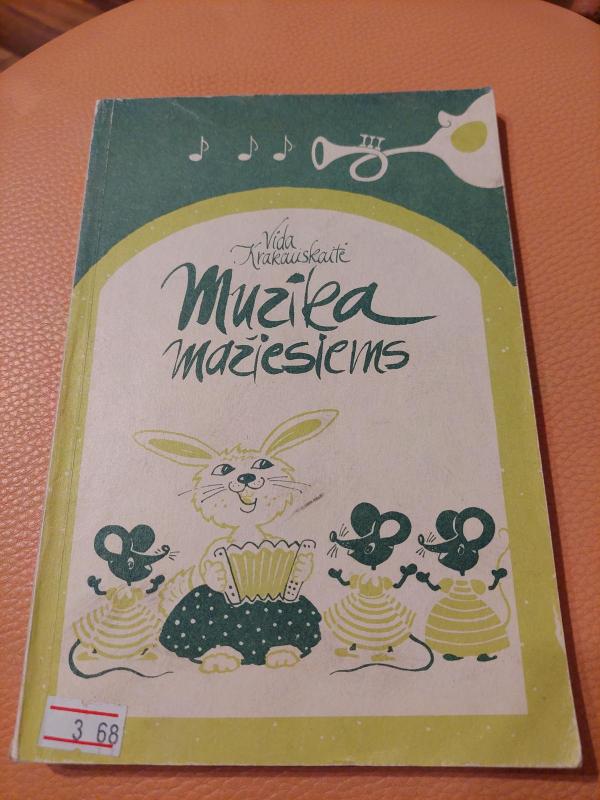 Vida
Krakauskaitė
Muzika
mažiesiems
3 68